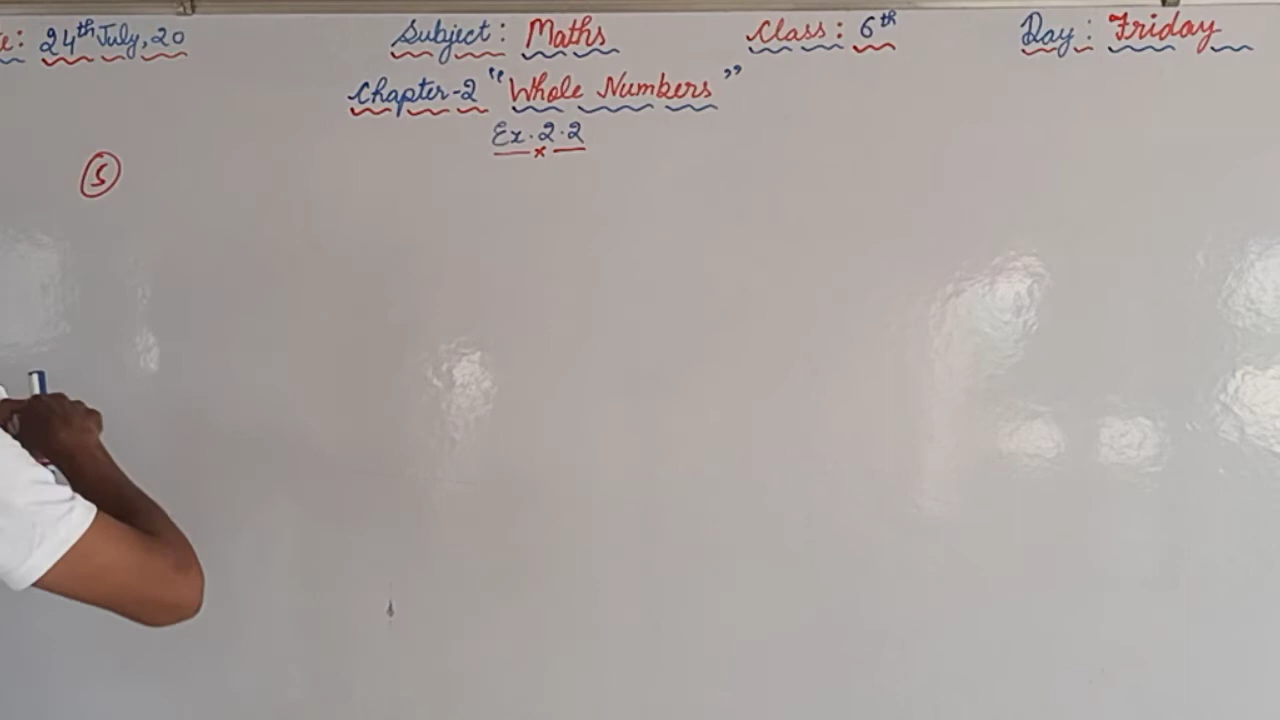 e: 24th July, 20 Subject: Maths Class: 6th Day: Friday
Chapter-2 "Whole Numbers"
Ex. 2.2
5